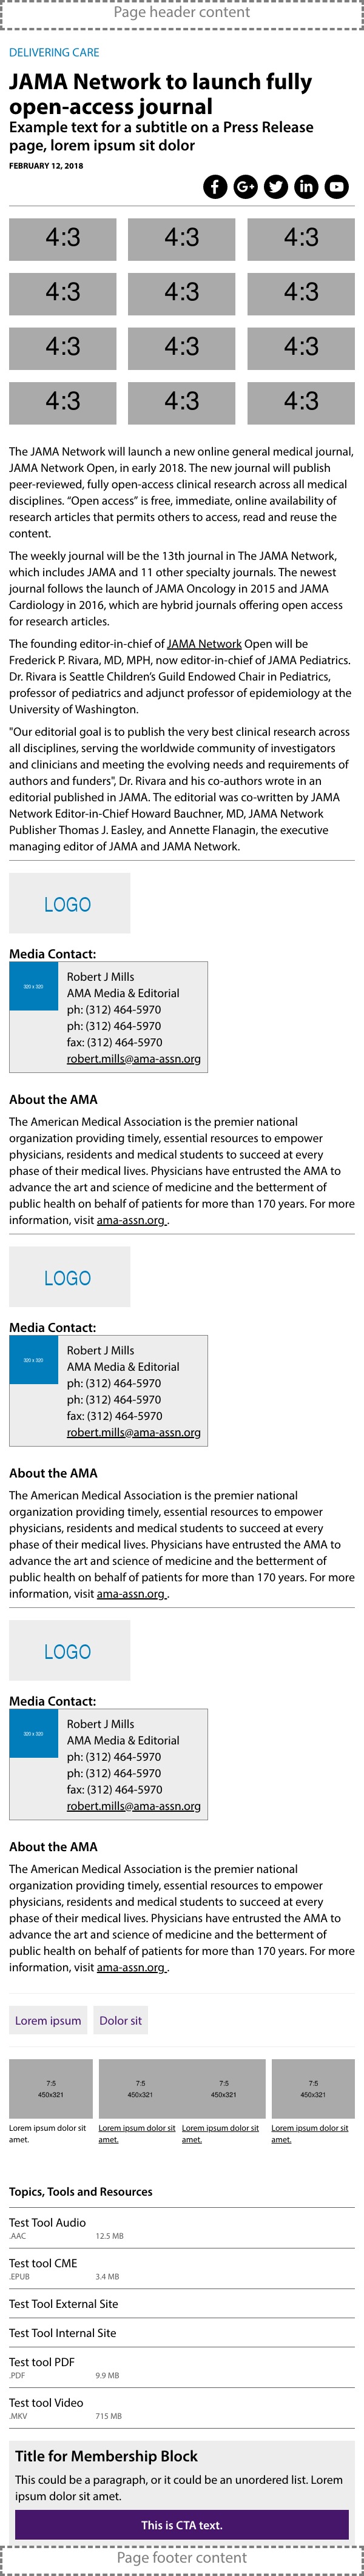 Page header content
DELIVERING CARE
JAMA Network to launch fully
open-access journal
Example text for a subtitle on a Press Release
page, lorem ipsum sit dolor
FEBRUARY 12, 2018
4:3 4:3 4:3
4:3 4:3 4:3
4:3 4:3 4:3
4:3 4:3 4:3
The JAMA Network will launch a new online general medical journal,
JAMA Network Open, in early 2018. The new journal will publish
peer-reviewed, fully open-access clinical research across all medical
disciplines. “Open access” is free, immediate, online availability of
research articles that permits others to access, read and reuse the
content.
The weekly journal will be the 13th journal in The JAMA Network,
which includes JAMA and 11 other specialty journals. The newest
journal follows the launch of JAMA Oncology in 2015 and JAMA
Cardiology in 2016, which are hybrid journals offering open access
for research articles.
The founding editor-in-chief of JAMA Network Open will be
Frederick P. Rivara, MD, MPH, now editor-in-chief of JAMA Pediatrics.
Dr. Rivara is Seattle Children’s Guild Endowed Chair in Pediatrics,
professor of pediatrics and adjunct professor of epidemiology at the
University of Washington.
"Our editorial goal is to publish the very best clinical research across
all disciplines, serving the worldwide community of investigators
and clinicians and meeting the evolving needs and requirements of
authors and funders", Dr. Rivara and his co-authors wrote in an
editorial published in JAMA. The editorial was co-written by JAMA
Network Editor-in-Chief Howard Bauchner, MD, JAMA Network
Publisher Thomas J. Easley, and Annette Flanagin, the executive
managing editor of JAMA and JAMA Network.
LOGO
Media Contact:
320 x 320
Robert J Mills
AMA Media & Editorial
ph: (312) 464-5970
ph: (312) 464-5970
fax: (312) 464-5970
robert.mills@ama-assn.org
About the AMA
The American Medical Association is the premier national
organization providing timely, essential resources to empower
physicians, residents and medical students to succeed at every
phase of their medical lives. Physicians have entrusted the AMA to
advance the art and science of medicine and the betterment of
public health on behalf of patients for more than 170 years. For more
information, visit ama-assn.org .
LOGO
Media Contact:
320 x 320
Robert J Mills
AMA Media & Editorial
ph: (312) 464-5970
ph: (312) 464-5970
fax: (312) 464-5970
robert.mills@ama-assn.org
About the AMA
The American Medical Association is the premier national
organization providing timely, essential resources to empower
physicians, residents and medical students to succeed at every
phase of their medical lives. Physicians have entrusted the AMA to
advance the art and science of medicine and the betterment of
public health on behalf of patients for more than 170 years. For more
information, visit ama-assn.org .
LOGO
Media Contact:
320 x 320
Robert J Mills
AMA Media & Editorial
ph: (312) 464-5970
ph: (312) 464-5970
fax: (312) 464-5970
robert.mills@ama-assn.org
About the AMA
The American Medical Association is the premier national
organization providing timely, essential resources to empower
physicians, residents and medical students to succeed at every
phase of their medical lives. Physicians have entrusted the AMA to
advance the art and science of medicine and the betterment of
public health on behalf of patients for more than 170 years. For more
information, visit ama-assn.org .
Lorem ipsum Dolor sit
7:5 7:5 7:5 7:5
450x321 450x321 450x321 450x321
Lorem ipsum dolor sit Lorem ipsum dolor sit Lorem ipsum dolor sit Lorem ipsum dolor sit
amet. amet. amet. amet.
Topics, Tools and Resources
Test Tool Audio
.AAC 12.5 MB
Test tool CME
.EPUB 3.4 MB
Test Tool External Site
Test Tool Internal Site
Test tool PDF
.PDF 9.9 MB
Test tool Video
.MKV 715 MB
Title for Membership Block
This could be a paragraph, or it could be an unordered list. Lorem
ipsum dolor sit amet.
This is CTA text.
Page footer content